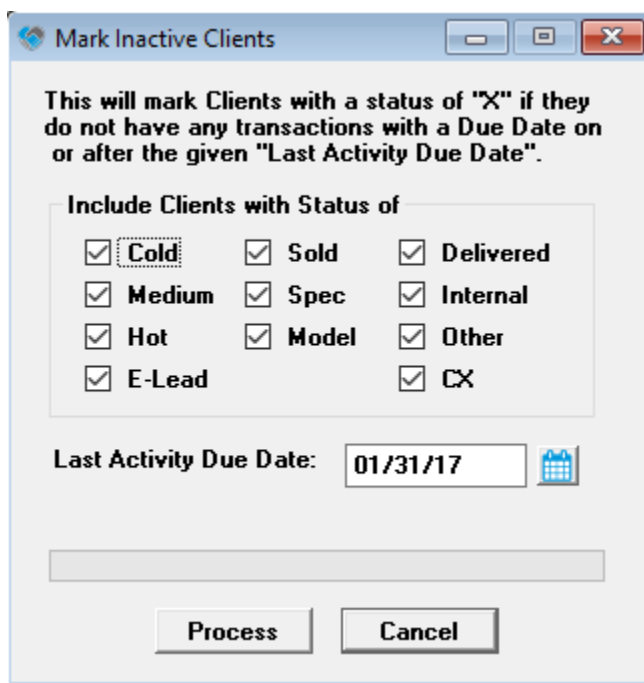 Mark Inactive Clients
This will mark Clients with a status of "X" if they
do not have any transactions with a Due Date on
or after the given "Last Activity Due Date".
Include Clients with Status of
Cold Sold Delivered
Medium Spec Internal
Hot Model Other
E-Lead CX
Last Activity Due Date: 01/31/17
Process Cancel